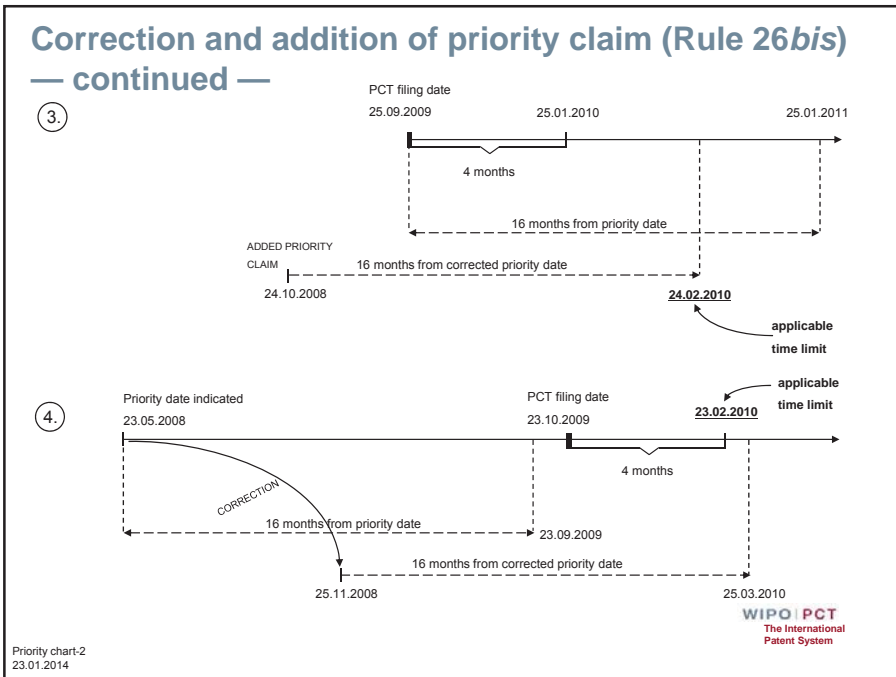 Correction and addition of priority claim (Rule 26bis)
— continued —
3.
PCT filing date
25.09.2009
25.01.2010
25.01.2011
4 months
16 months from priority date
ADDED PRIORITY
CLAIM
16 months from corrected priority date
24.10.2008
24.02.2010
applicable
time limit
4.
Priority date indicated
23.05.2008
PCT filing date
23.10.2009
23.02.2010
applicable
time limit
4 months
CORRECTION
16 months from priority date
23.09.2009
16 months from corrected priority date
25.11.2008
25.03.2010
WIPO|PCT
The International
Patent System
Priority chart-2
23.01.2014